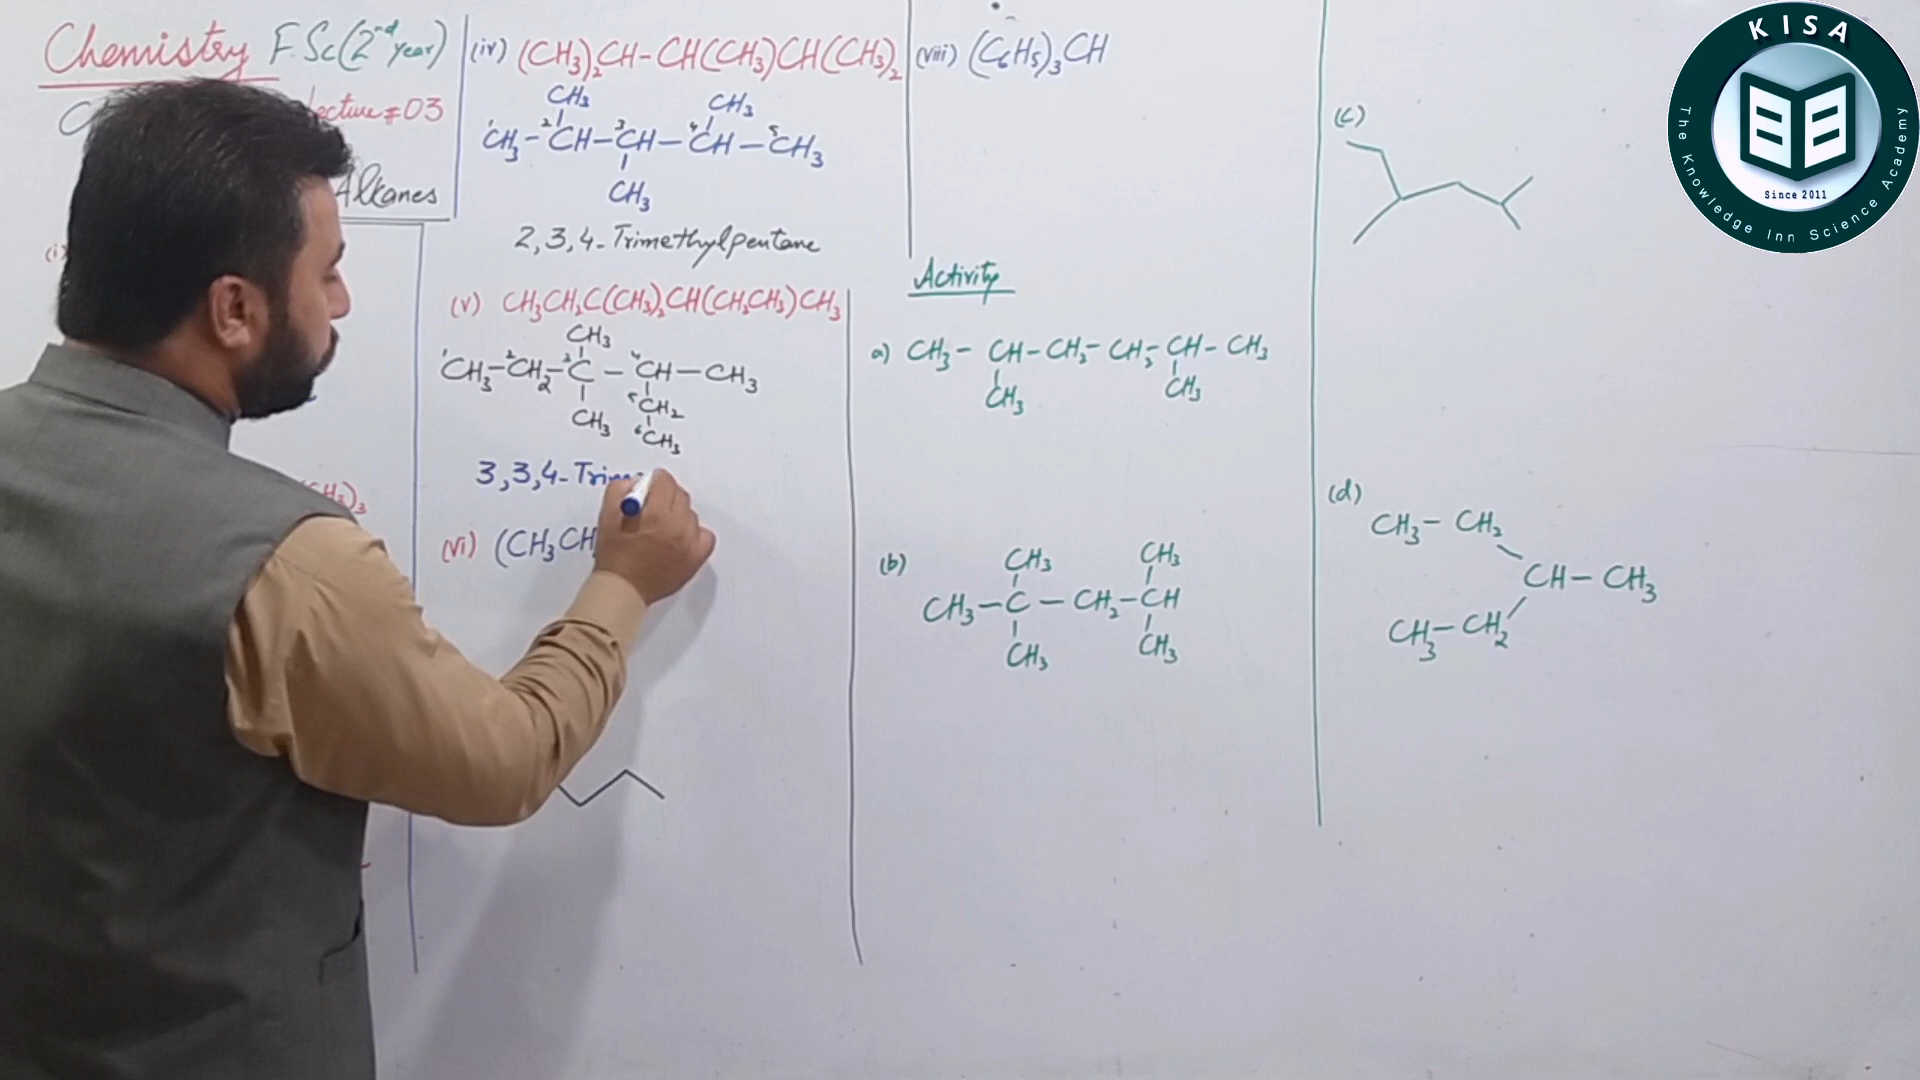 Chemistry F.Sc(2nd year)
Lecture #03
Alkanes
(i)
CH3)3
(iv) (CH3)2CH-CH(CH3)CH(CH3)2
CH3 CH3
1CH3-2CH-3CH-4CH-5CH3
CH3
2,3,4-Trimethylpentane
(v) CH3CH2C(CH3)2CH(CH2CH3)CH3
CH3
1CH3-2CH2-3C-4CH-CH3
CH3 5CH2
6CH3
3,3,4-Trime
(vi) (CH3CH
(viii) (C6H5)3CH
Activity
a) CH3-CH-CH2-CH2-CH-CH3
CH3 CH3
(b)
CH3 CH3
CH3-C-CH2-CH
CH3 CH3
(c)
(d)
CH3-CH2
CH-CH3
CH3-CH2
KISA
Since 2011
The Knowledge Inn Science Academy